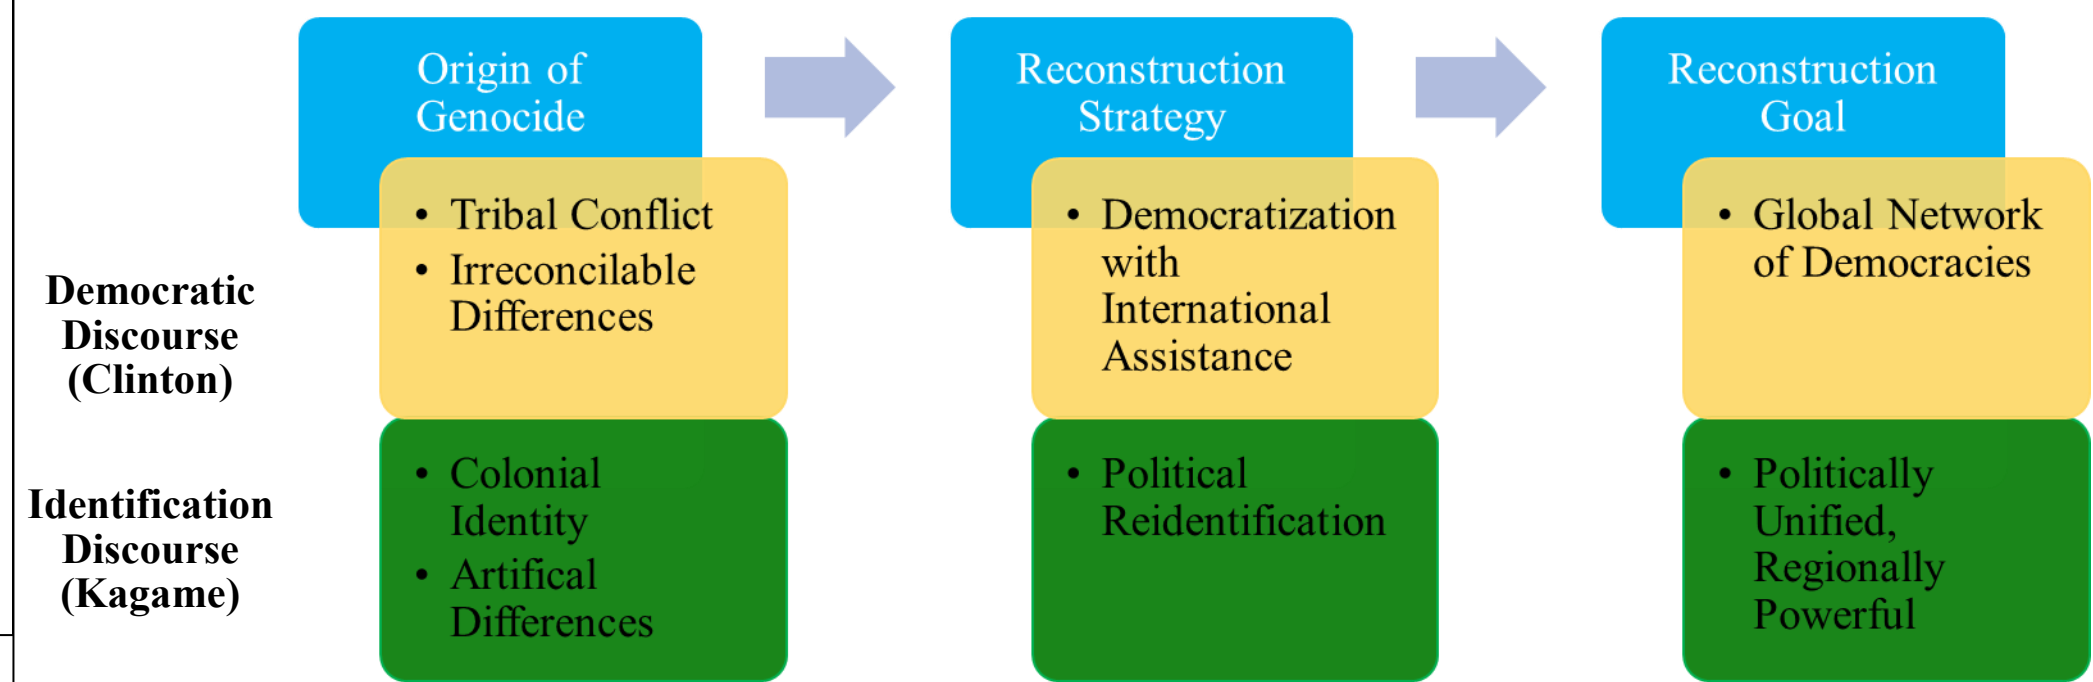 Origin of
Genocide
Reconstruction
Strategy
Reconstruction
Goal
Democratic
Discourse
(Clinton)
• Tribal Conflict
• Irreconcilable
Differences
• Democratization
with
International
Assistance
• Global Network
of Democracies
Identification
Discourse
(Kagame)
• Colonial
Identity
• Artifical
Differences
• Political
Reidentification
• Politically
Unified,
Regionally
Powerful